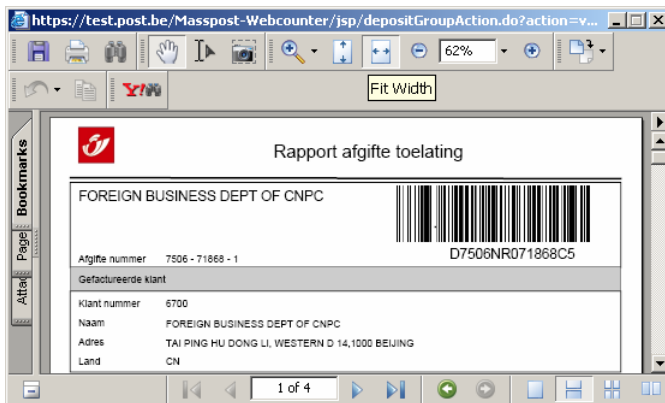 https://test.post.be/Masspost-Webcounter/jsp/depositGroupAction.do?action=v...
62%
Y!
Fit Width
Bookmarks
Page
Attac
Rapport afgifte toelating
FOREIGN BUSINESS DEPT OF CNPC
D7506NR071868C5
Afgifte nummer 7506 - 71868 - 1
Gefactureerde klant
Klant nummer 6700
Naam FOREIGN BUSINESS DEPT OF CNPC
Adres TAI PING HU DONG LI, WESTERN D 14,1000 BEIJING
Land CN
1 of 4